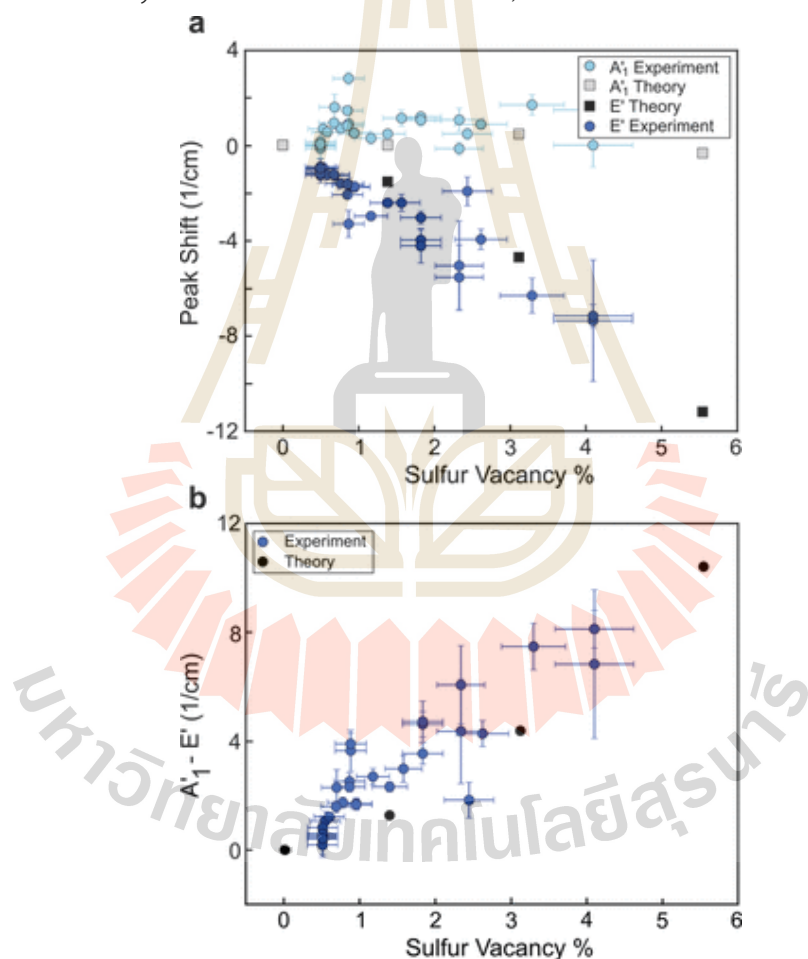 a
4
0
-4
-8
-12
Peak Shift (1/cm)
A'₁ Experiment
A'₁ Theory
E' Theory
E' Experiment
0 1 2 3 4 5 6
Sulfur Vacancy %
b
12
8
4
0
A'₁ - E' (1/cm)
Experiment
Theory
0 1 2 3 4 5 6
Sulfur Vacancy %
มหาวิทยาลัยเทคโนโลยีสุรนารี